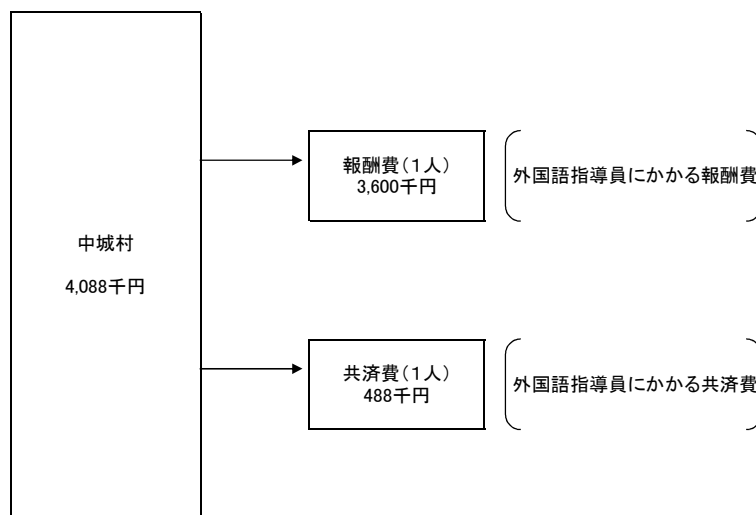 中城村
4,088千円
報酬費(1人)
3,600千円
外国語指導員にかかる報酬費
共済費(1人)
488千円
外国語指導員にかかる共済費